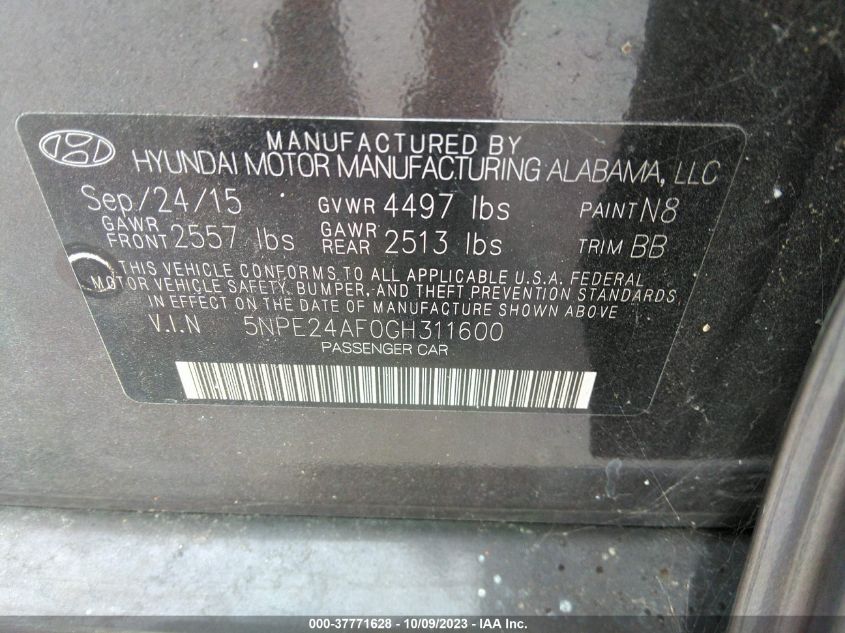 MANUFACTURED BY
HYUNDAI MOTOR MANUFACTURING ALABAMA, LLC
Sep/24/15 GVWR 4497 lbs PAINT N8
GAWR FRONT 2557 lbs GAWR REAR 2513 lbs TRIM BB
THIS VEHICLE CONFORMS TO ALL APPLICABLE U.S.A. FEDERAL
MOTOR VEHICLE SAFETY, BUMPER, AND THEFT PREVENTION STANDARDS
IN EFFECT ON THE DATE OF MANUFACTURE SHOWN ABOVE
V.I.N 5NPE24AF0GH311600
PASSENGER CAR
000-37771628 - 10/09/2023 - IAA Inc.